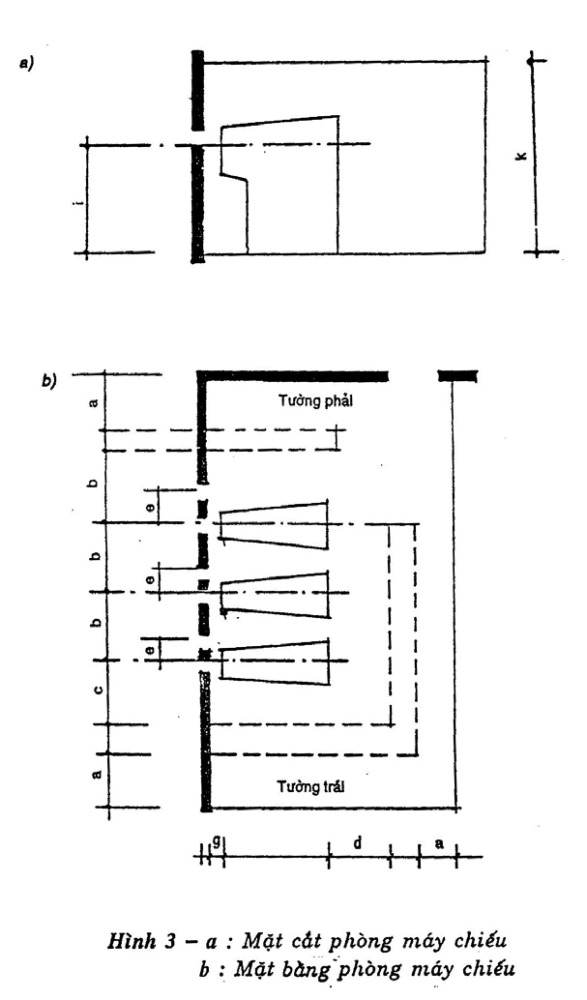 a)
i
k
b)
Tường phải
a
b
e
b
e
b
e
c
a
Tường trái
g
d
a
Hình 3 – a : Mặt cắt phòng máy chiếu
b : Mặt bằng phòng máy chiếu